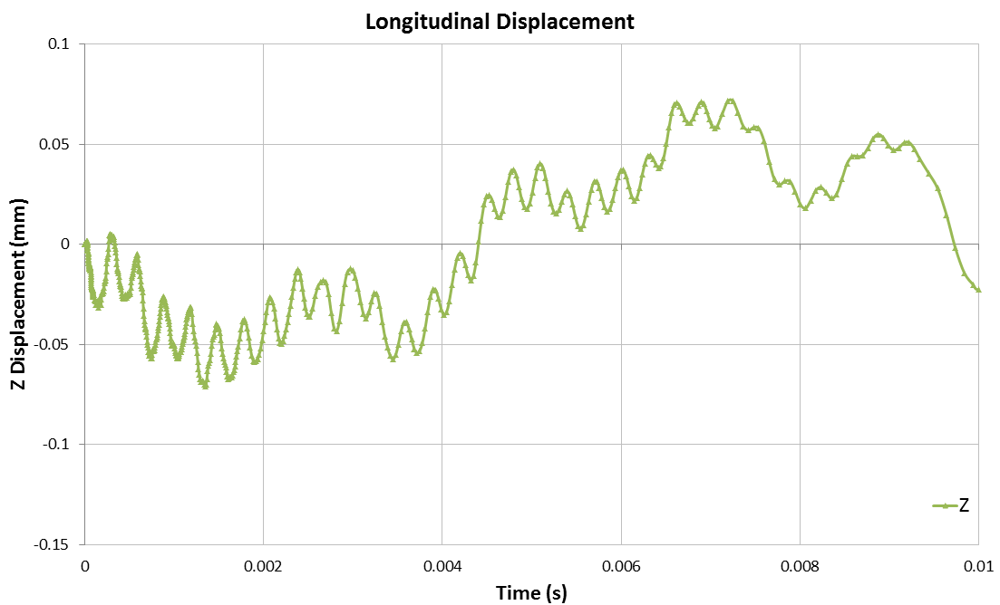 Longitudinal Displacement
0.1
0.05
0
-0.05
-0.1
-0.15
Z Displacement (mm)
Z
0 0.002 0.004 0.006 0.008 0.01
Time (s)